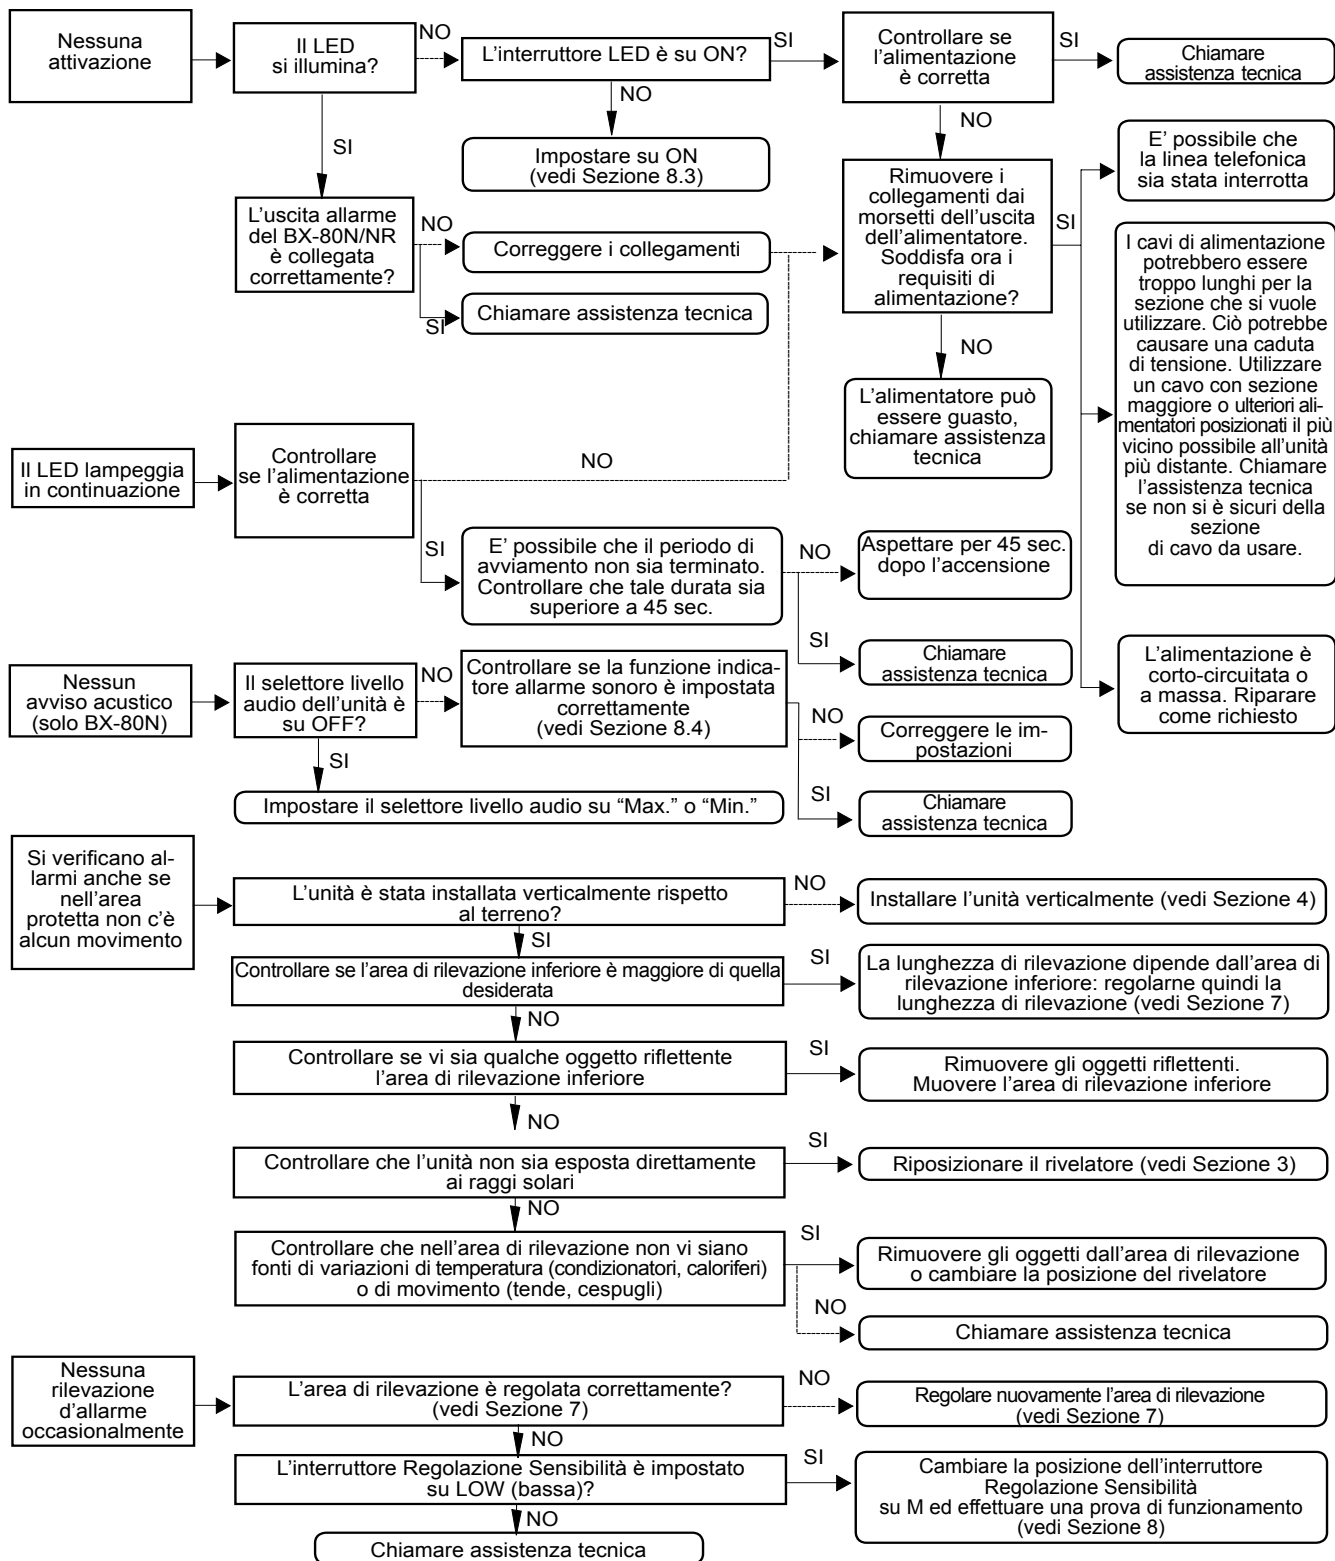 Nessuna
attivazione
Il LED
si illumina?
NO
L'interruttore LED è su ON?
SI
Controllare se
l'alimentazione
è corretta
SI
Chiamare
assistenza tecnica
NO
Impostare su ON
(vedi Sezione 8.3)
NO
SI
E' possibile che
la linea telefonica
sia stata interrotta
Rimuovere i
collegamenti dai
morsetti dell'uscita
dell'alimentatore.
Soddisfa ora i
requisiti di
alimentazione?
SI
L'uscita allarme
del BX-80N/NR
è collegata
correttamente?
NO
Correggere i collegamenti
SI
Chiamare assistenza tecnica
I cavi di alimentazione
potrebbero essere
troppo lunghi per la
sezione che si vuole
utilizzare. Ciò potrebbe
causare una caduta
di tensione. Utilizzare
un cavo con sezione
maggiore o ulteriori ali-
mentatori posizionati il più
vicino possibile all'unità
più distante. Chiamare
l'assistenza tecnica
se non si è sicuri della
sezione
di cavo da usare.
NO
L'alimentatore può
essere guasto,
chiamare assistenza
tecnica
Il LED lampeggia
in continuazione
Controllare
se l'alimentazione
è corretta
NO
SI
E' possibile che il periodo di
avviamento non sia terminato.
Controllare che tale durata sia
superiore a 45 sec.
NO
Aspettare per 45 sec.
dopo l'accensione
SI
Chiamare
assistenza tecnica
L'alimentazione è
corto-circuitata o
a massa. Riparare
come richiesto
Nessun
avviso acustico
(solo BX-80N)
Il selettore livello
audio dell'unità è
su OFF?
NO
Controllare se la funzione indica-
tore allarme sonoro è impostata
correttamente
(vedi Sezione 8.4)
NO
Correggere le im-
postazioni
SI
Impostare il selettore livello audio su “Max.” o “Min.”
SI
Chiamare
assistenza tecnica
Si verificano al-
larmi anche se
nell'area
protetta non c'è
alcun movimento
L'unità è stata installata verticalmente rispetto
al terreno?
NO
Installare l'unità verticalmente (vedi Sezione 4)
SI
Controllare se l'area di rilevazione inferiore è maggiore di quella
desiderata
SI
La lunghezza di rilevazione dipende dall'area di
rilevazione inferiore: regolarne quindi la
lunghezza di rilevazione (vedi Sezione 7)
NO
Controllare se vi sia qualche oggetto riflettente
l'area di rilevazione inferiore
SI
Rimuovere gli oggetti riflettenti.
Muovere l'area di rilevazione inferiore
NO
Controllare che l'unità non sia esposta direttamente
ai raggi solari
SI
Riposizionare il rivelatore (vedi Sezione 3)
NO
Controllare che nell'area di rilevazione non vi siano
fonti di variazioni di temperatura (condizionatori, caloriferi)
o di movimento (tende, cespugli)
SI
Rimuovere gli oggetti dall'area di rilevazione
o cambiare la posizione del rivelatore
NO
Chiamare assistenza tecnica
Nessuna
rilevazione
d'allarme
occasionalmente
L'area di rilevazione è regolata correttamente?
(vedi Sezione 7)
NO
Regolare nuovamente l'area di rilevazione
(vedi Sezione 7)
NO
L'interruttore Regolazione Sensibilità è impostato
su LOW (bassa)?
SI
Cambiare la posizione dell'interruttore
Regolazione Sensibilità
su M ed effettuare una prova di funzionamento
(vedi Sezione 8)
NO
Chiamare assistenza tecnica